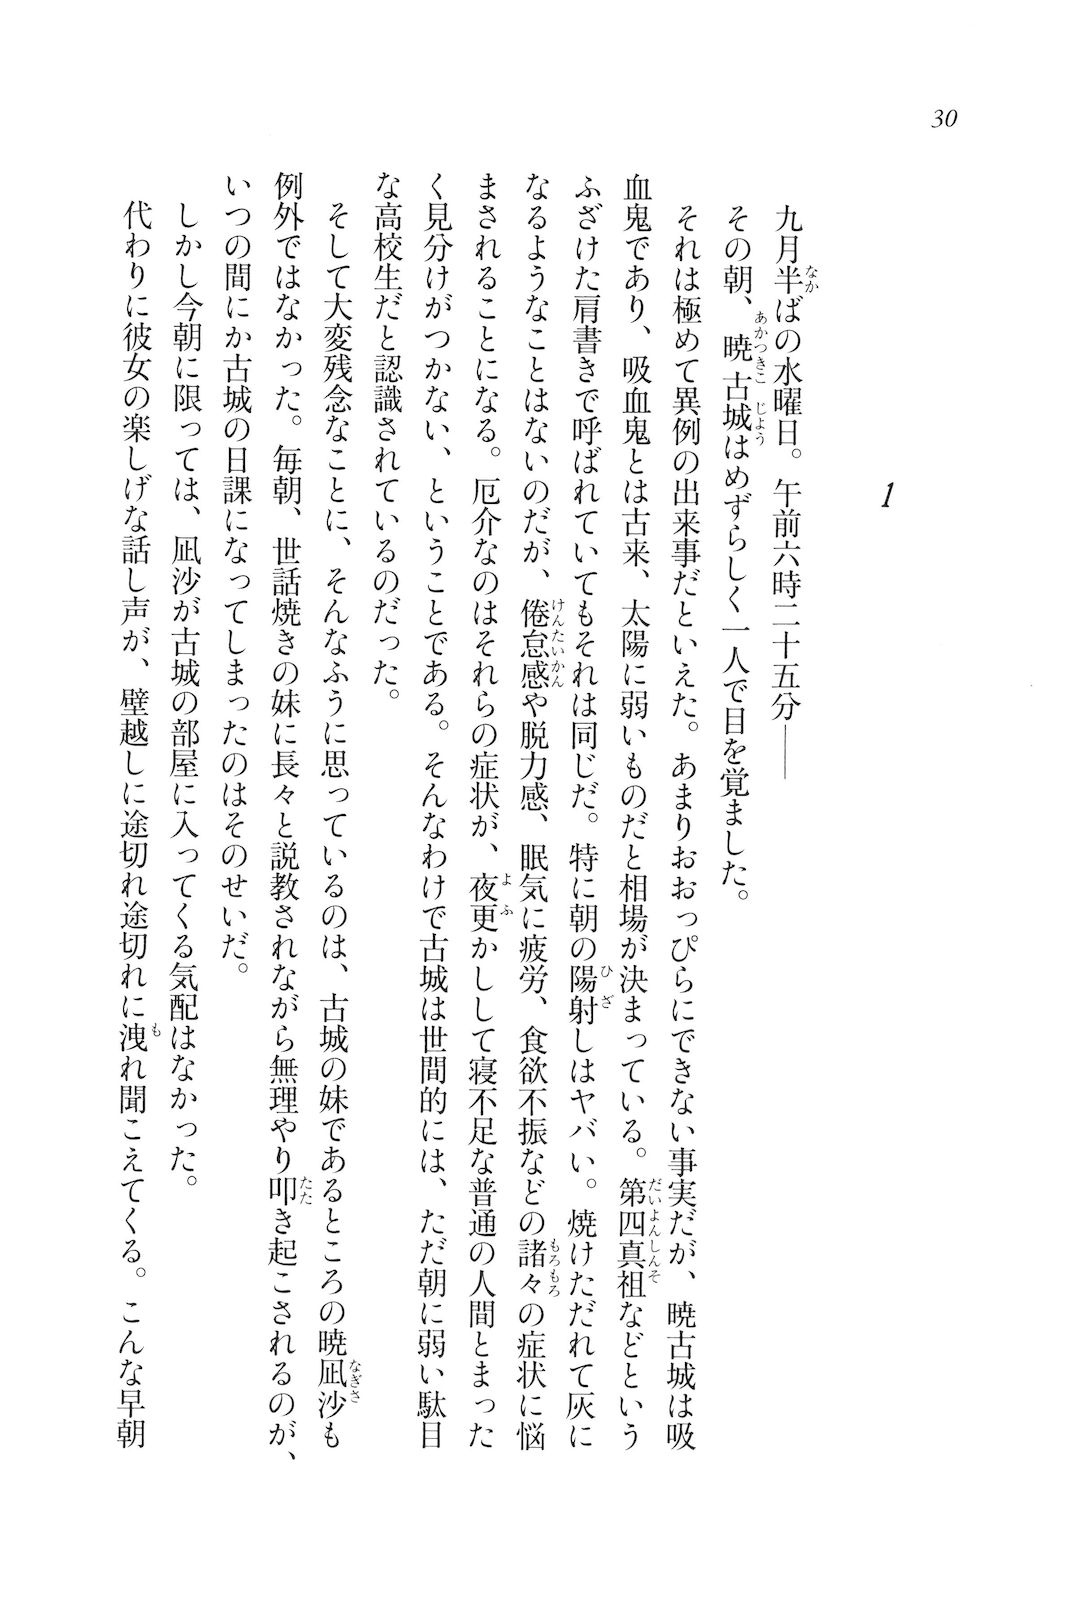 30
1
九月半ばの水曜日。午前六時二十五分――
その朝、暁古城はめずらしく一人で目を覚ました。
それは極めて異例の出来事だといえた。あまりおおっぴらにできない事実だが、暁古城は吸
血鬼であり、吸血鬼とは古来、太陽に弱いものだと相場が決まっている。第四真祖などという
ふざけた肩書きで呼ばれていてもそれは同じだ。特に朝の陽射しはヤバい。焼けただれて灰に
なるようなことはないのだが、倦怠感や脱力感、眠気に疲労、食欲不振などの諸々の症状に悩
まされることになる。厄介なのはそれらの症状が、夜更かしして寝不足な普通の人間とまった
く見分けがつかない、ということである。そんなわけで古城は世間的には、ただ朝に弱い駄目
な高校生だと認識されているのだった。
そして大変残念なことに、そんなふうに思っているのは、古城の妹であるところの暁凪沙も
例外ではなかった。毎朝、世話焼きの妹に長々と説教されながら無理やり叩き起こされるのが、
いつの間にか古城の日課になってしまったのはそのせいだ。
しかし今朝に限っては、凪沙が古城の部屋に入ってくる気配はなかった。
代わりに彼女の楽しげな話し声が、壁越しに途切れ途切れに洩れ聞こえてくる。こんな早朝